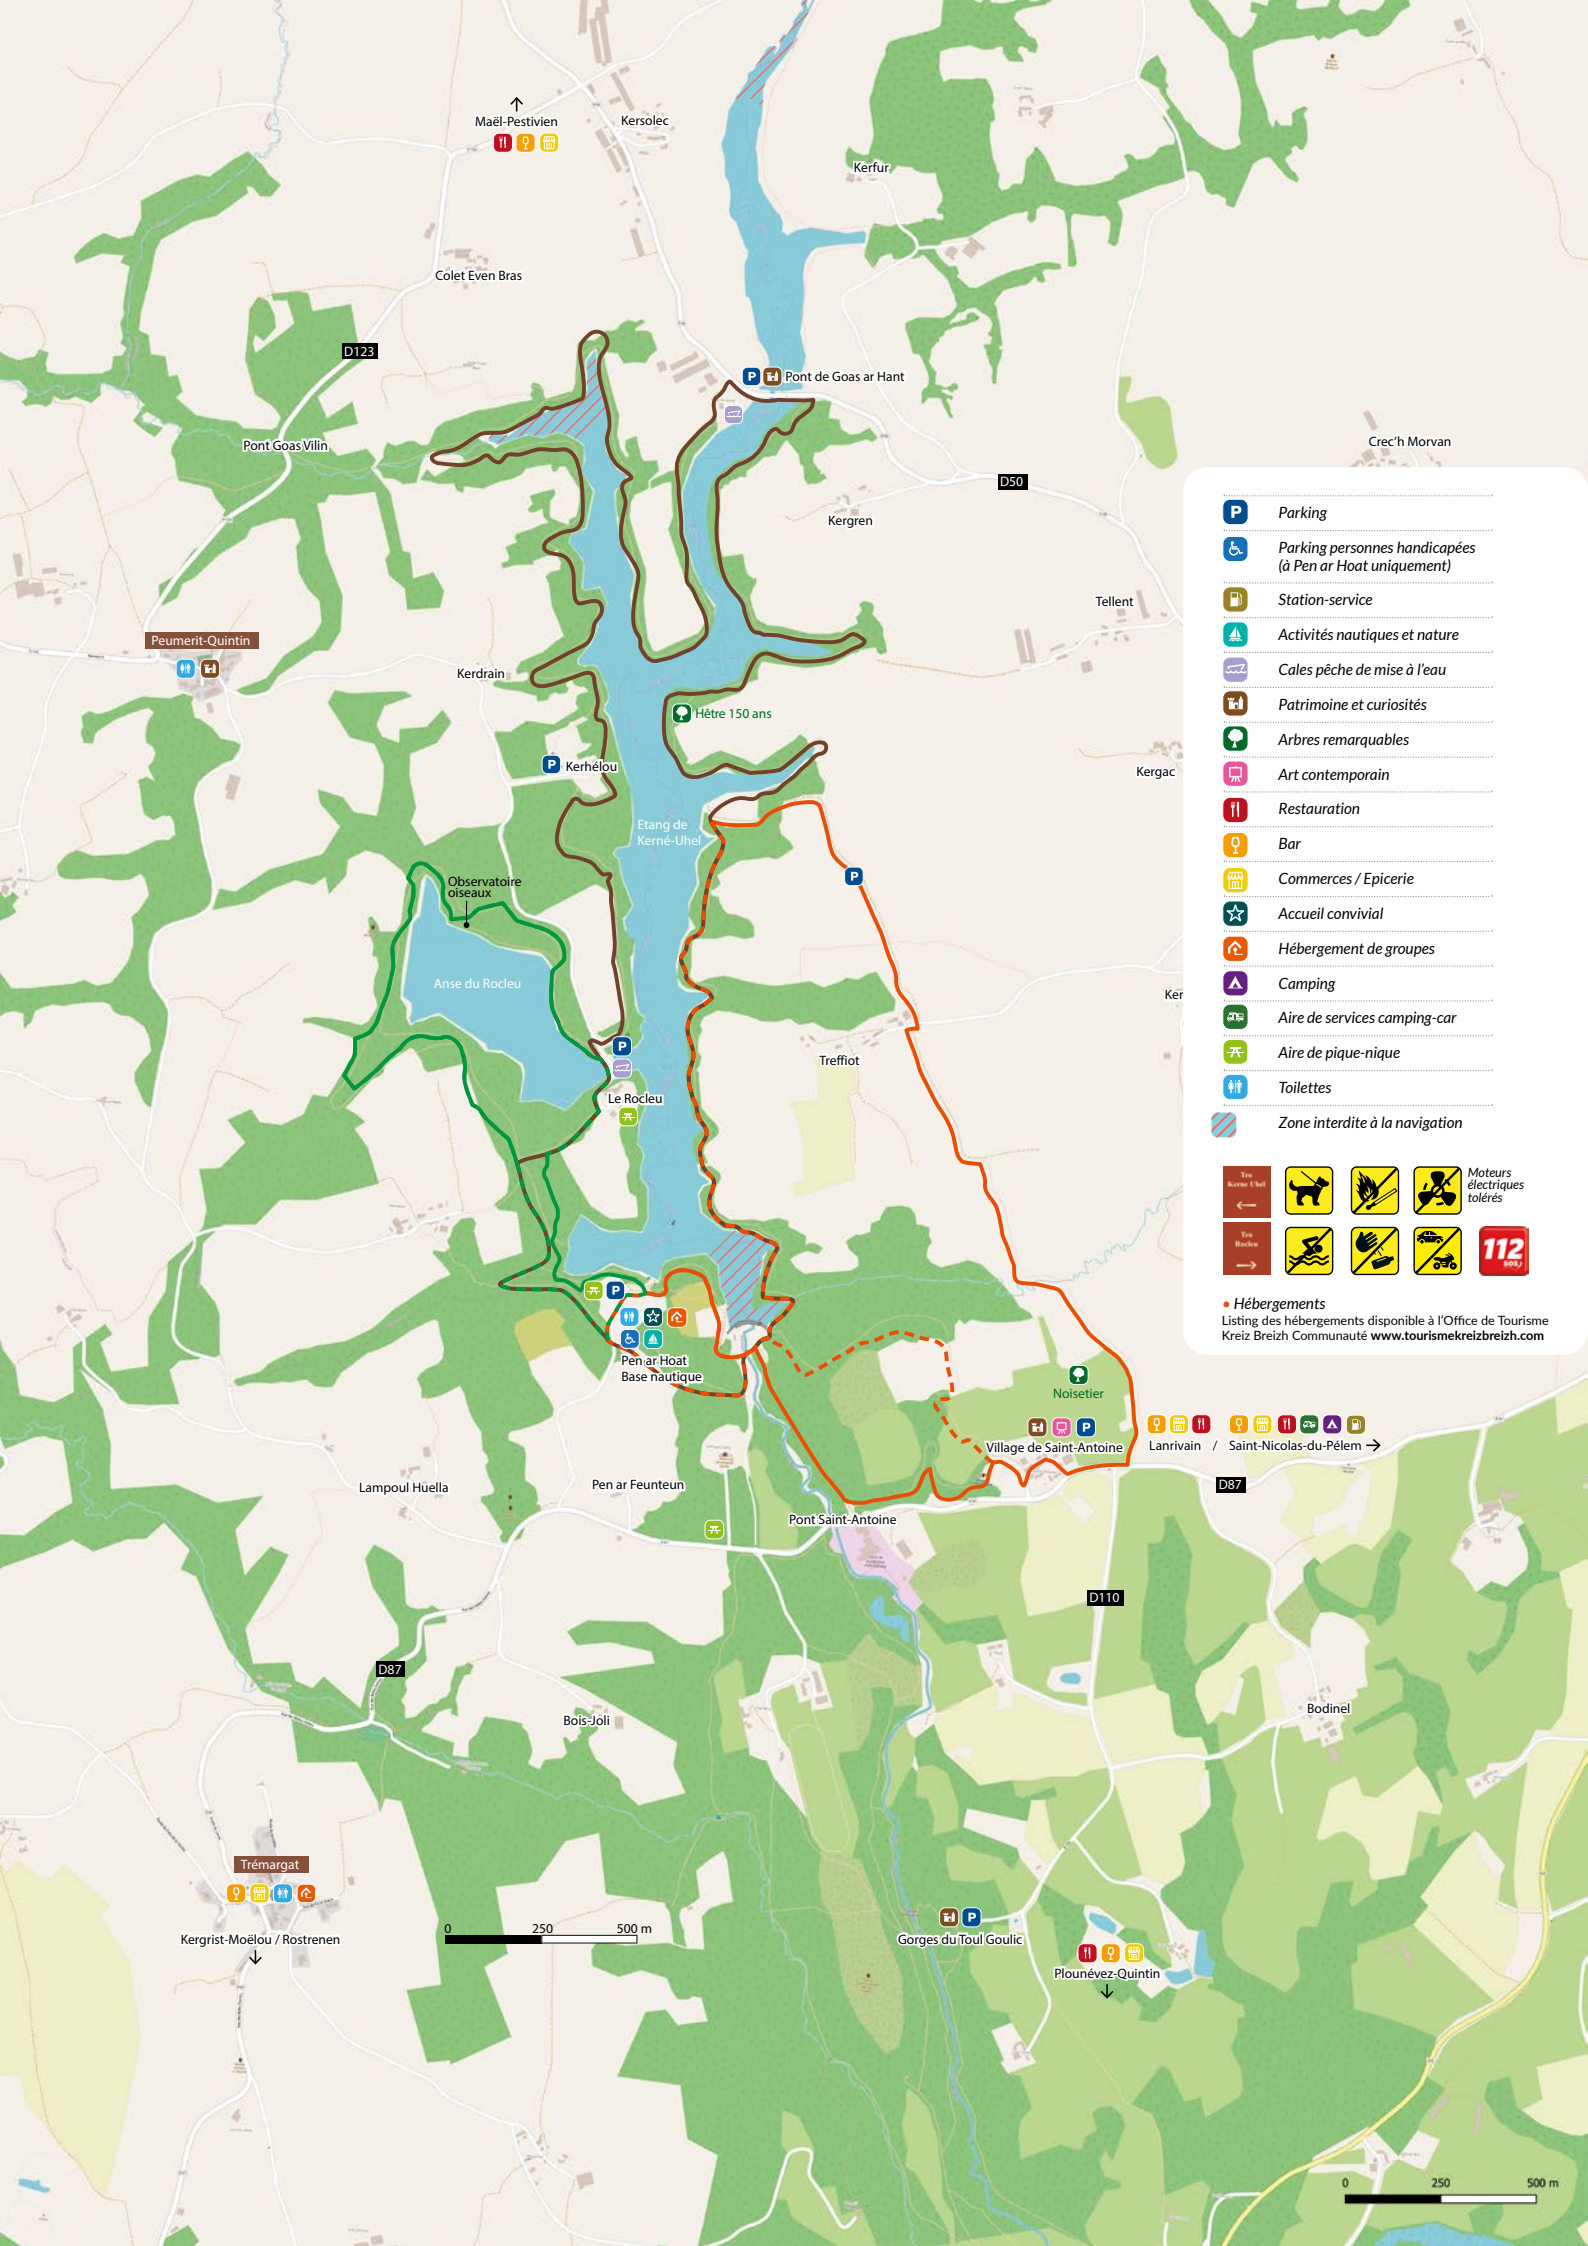 Maël-Pestivien
Kersolec
Kerfur
Colet Even Bras
D123
Pont de Goas ar Hant
Pont Goas Vilin
Crec'h Morvan
D50
Kergren
Tellent
Peumerit-Quintin
Kerdrain
Hêtre 150 ans
Kerhélou
Kergac
Etang de
Kerné-Uhel
Observatoire
oiseaux
Anse du Rocleu
Ker
Treffiot
Le Rocleu
P
Parking
Parking personnes handicapées
(à Pen ar Hoat uniquement)
Station-service
Activités nautiques et nature
Cales pêche de mise à l'eau
Patrimoine et curiosités
Arbres remarquables
Art contemporain
Restauration
Bar
Commerces / Epicerie
Accueil convivial
Hébergement de groupes
Camping
Aire de services camping-car
Aire de pique-nique
Toilettes
Zone interdite à la navigation
Tro
Kerne Uhel
Moteurs
électriques
tolérés
Tro
Rocleu
112
SOS
• Hébergements
Listing des hébergements disponible à l'Office de Tourisme
Kreiz Breizh Communauté www.tourismekreizbreizh.com
Pen ar Hoat
Base nautique
Noisetier
Village de Saint-Antoine
Lanrivain / Saint-Nicolas-du-Pélem
D87
Lampoul Huella
Pen ar Feunteun
Pont Saint-Antoine
D110
D87
Bois-Joli
Bodinel
Trémargat
Kergrist-Moëlou / Rostrenen
0 250 500 m
Gorges du Toul Goulic
Plounévez-Quintin
0 250 500 m